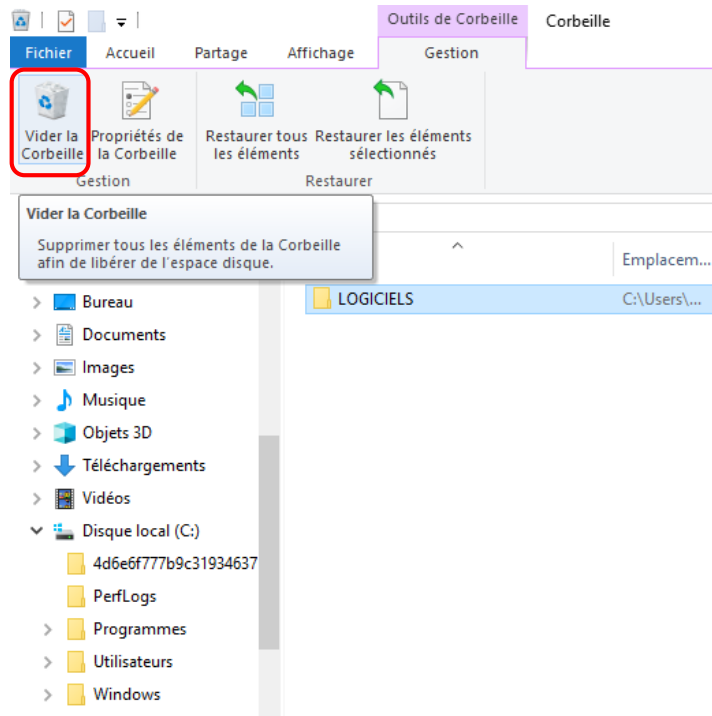 Outils de Corbeille
Corbeille
Fichier Accueil Partage Affichage Gestion
Vider la Corbeille
Propriétés de la Corbeille
Restaurer tous les éléments
Restaurer les éléments sélectionnés
Gestion
Restaurer
Vider la Corbeille
Supprimer tous les éléments de la Corbeille
afin de libérer de l'espace disque.
Emplacem...
LOGICIELS C:\Users\...
Bureau
Documents
Images
Musique
Objets 3D
Téléchargements
Vidéos
Disque local (C:)
4d6e6f777b9c31934637
PerfLogs
Programmes
Utilisateurs
Windows